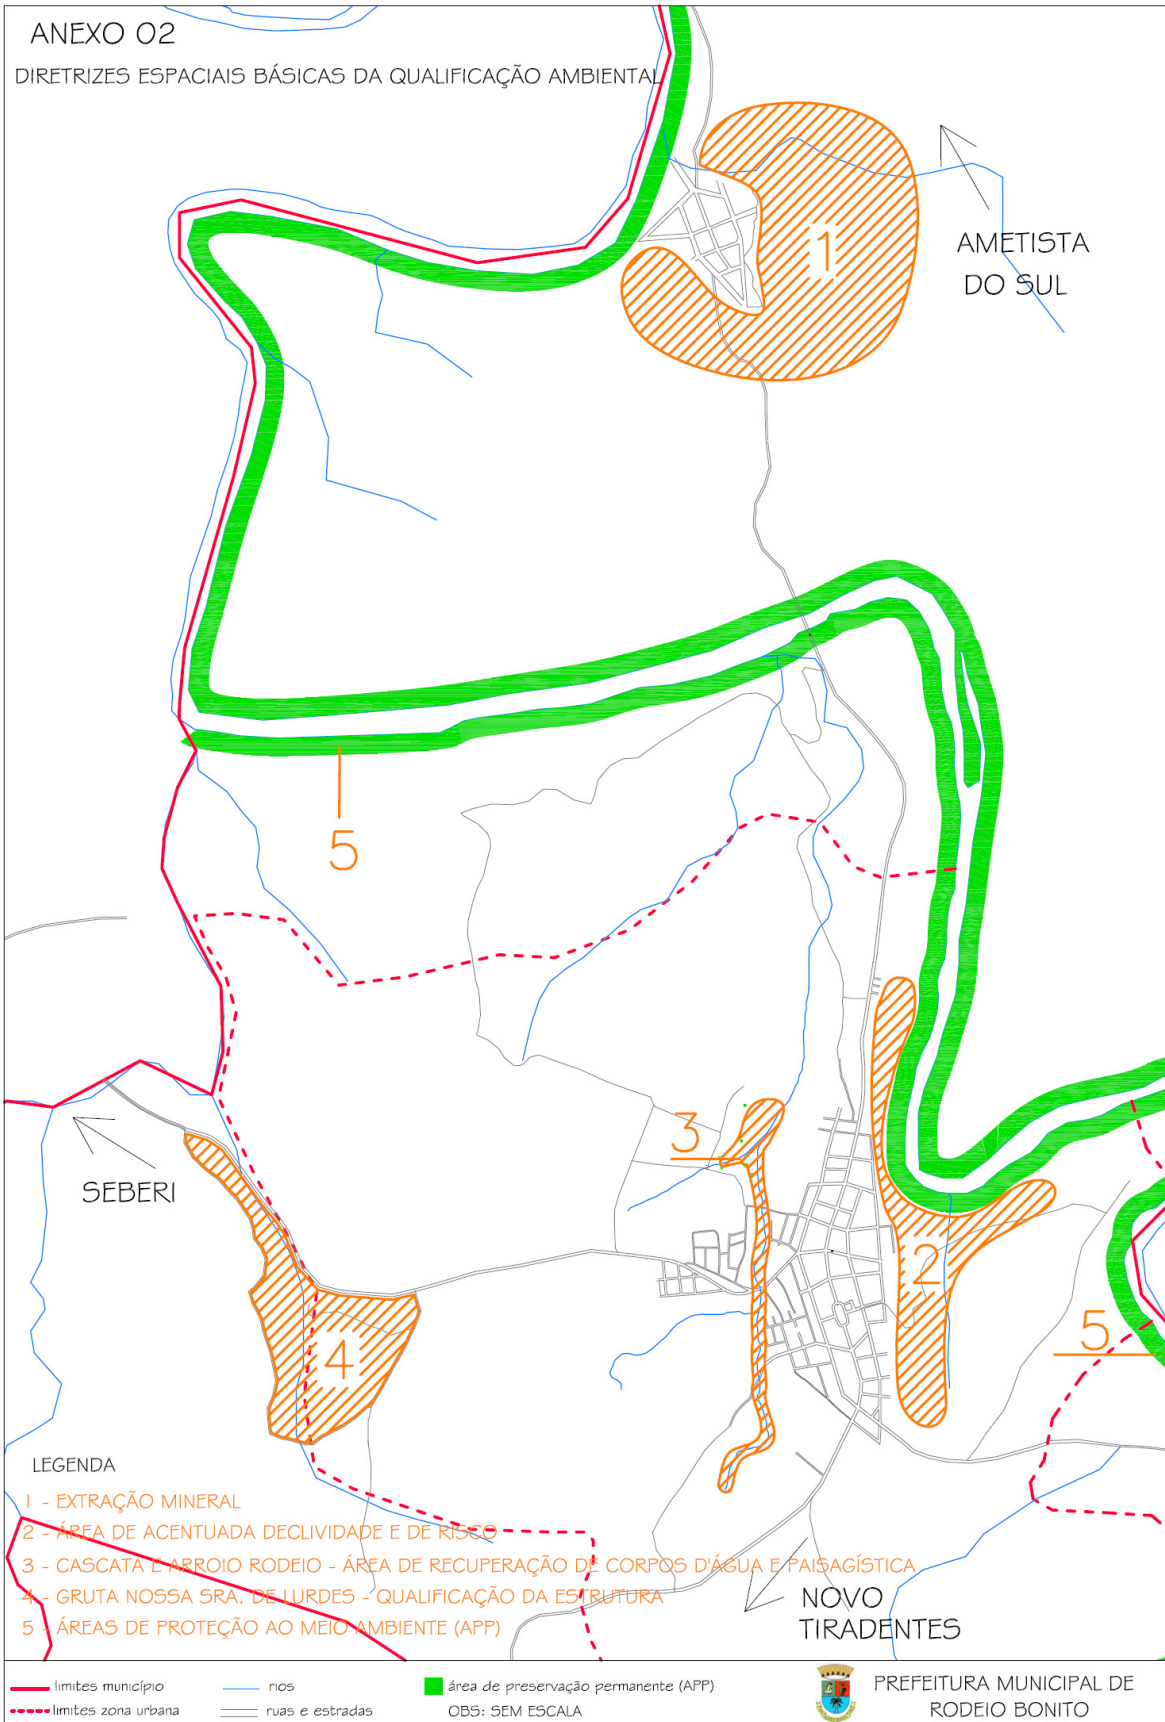 ANEXO 02
DIRETRIZES ESPACIAIS BÁSICAS DA QUALIFICAÇÃO AMBIENTAL
1
AMETISTA
DO SUL
5
3
SEBERI
2
5
4
LEGENDA
1 - EXTRAÇÃO MINERAL
2 - ÁREA DE ACENTUADA DECLIVIDADE E DE RISCO
3 - CASCATA E ARROIO RODEIO - ÁREA DE RECUPERAÇÃO DE CORPOS D'ÁGUA E PAISAGÍSTICA
4 - GRUTA NOSSA SRA. DE LURDES - QUALIFICAÇÃO DA ESTRUTURA
5 - ÁREAS DE PROTEÇÃO AO MEIO AMBIENTE (APP)
NOVO
TIRADENTES
limites município
rios
área de preservação permanente (APP)
limites zona urbana
ruas e estradas
OBS: SEM ESCALA
PREFEITURA MUNICIPAL DE
RODEIO BONITO